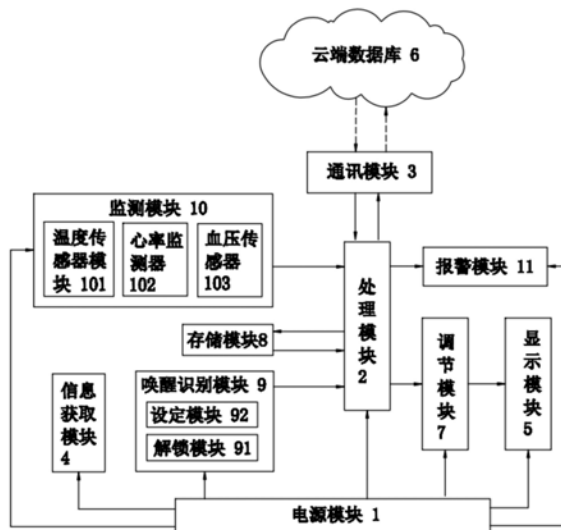 云端数据库 6
通讯模块 3
监测模块 10
温度传
感器模
块 101
心率监
测器
102
血压传
感器
103
处
理
模
块
2
报警模块 11
存储模块8
唤醒识别模块 9
设定模块 92
解锁模块 91
信息
获取
模块
4
调
节
模
块
7
显
示
模
块
5
电源模块 1